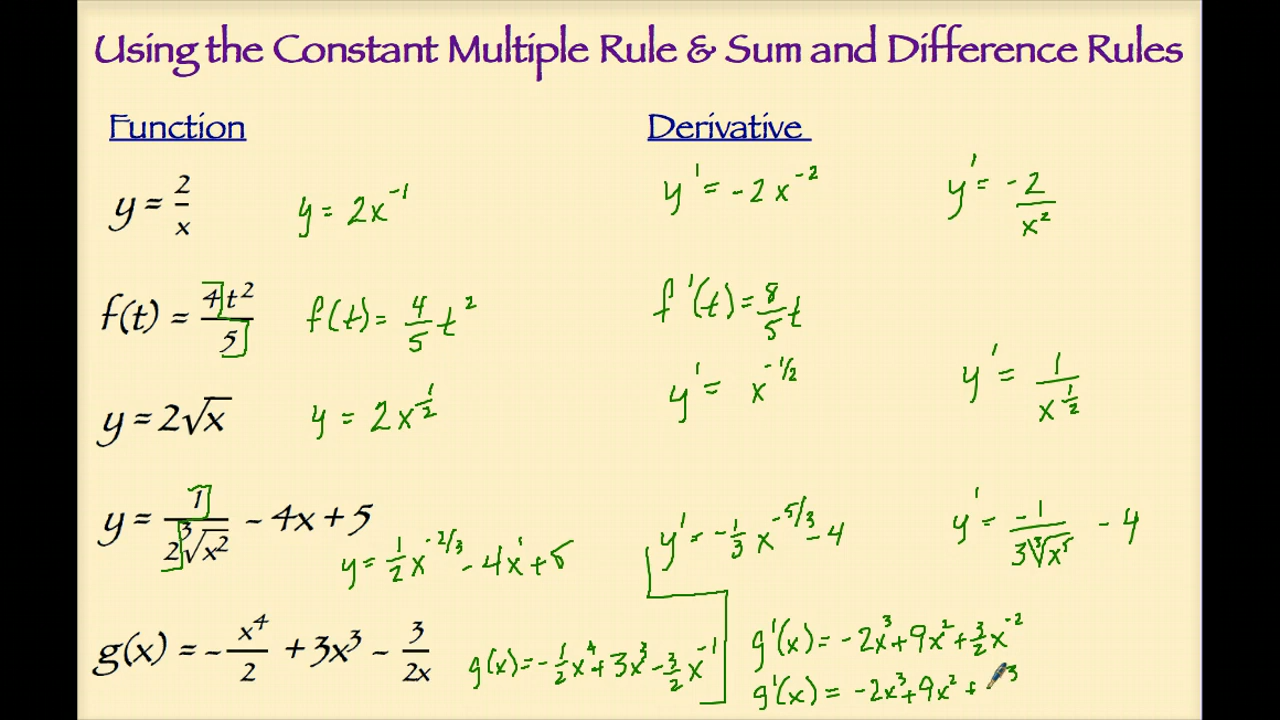 Using the Constant Multiple Rule & Sum and Difference Rules
Function Derivative
y = 2/x y = 2x⁻¹ y' = -2x⁻² y' = -2/x²
f(t) = 4t²/5 f(t) = 4/5 t² f'(t) = 8/5 t
y = 2√x y = 2x^(1/2) y' = x^(-1/2) y' = 1/x^(1/2)
y = 1/(2∛x²) - 4x + 5 y = 1/2 x^(-2/3) - 4x¹ + 5 y' = -1/3 x^(-5/3) - 4 y' = -1/(3∛x⁵) - 4
g(x) = -x⁴/2 + 3x³ - 3/(2x) g(x) = -1/2 x⁴ + 3x³ - 3/2 x⁻¹ g'(x) = -2x³ + 9x² + 3/2 x⁻²
g'(x) = -2x³ + 9x² + 3